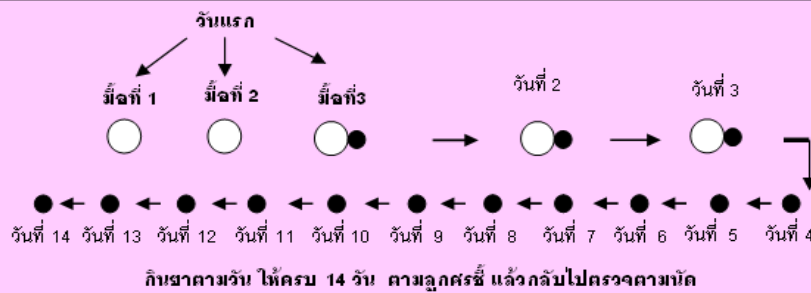 วันแรก
มื้อที่ 1 มื้อที่ 2 มื้อที่3 วันที่ 2 วันที่ 3
วันที่ 14 วันที่ 13 วันที่ 12 วันที่ 11 วันที่ 10 วันที่ 9 วันที่ 8 วันที่ 7 วันที่ 6 วันที่ 5 วันที่ 4
กินยาตามวัน ให้ครบ 14 วัน ตามลูกศรชี้ แล้วกลับไปตรวจตามนัด